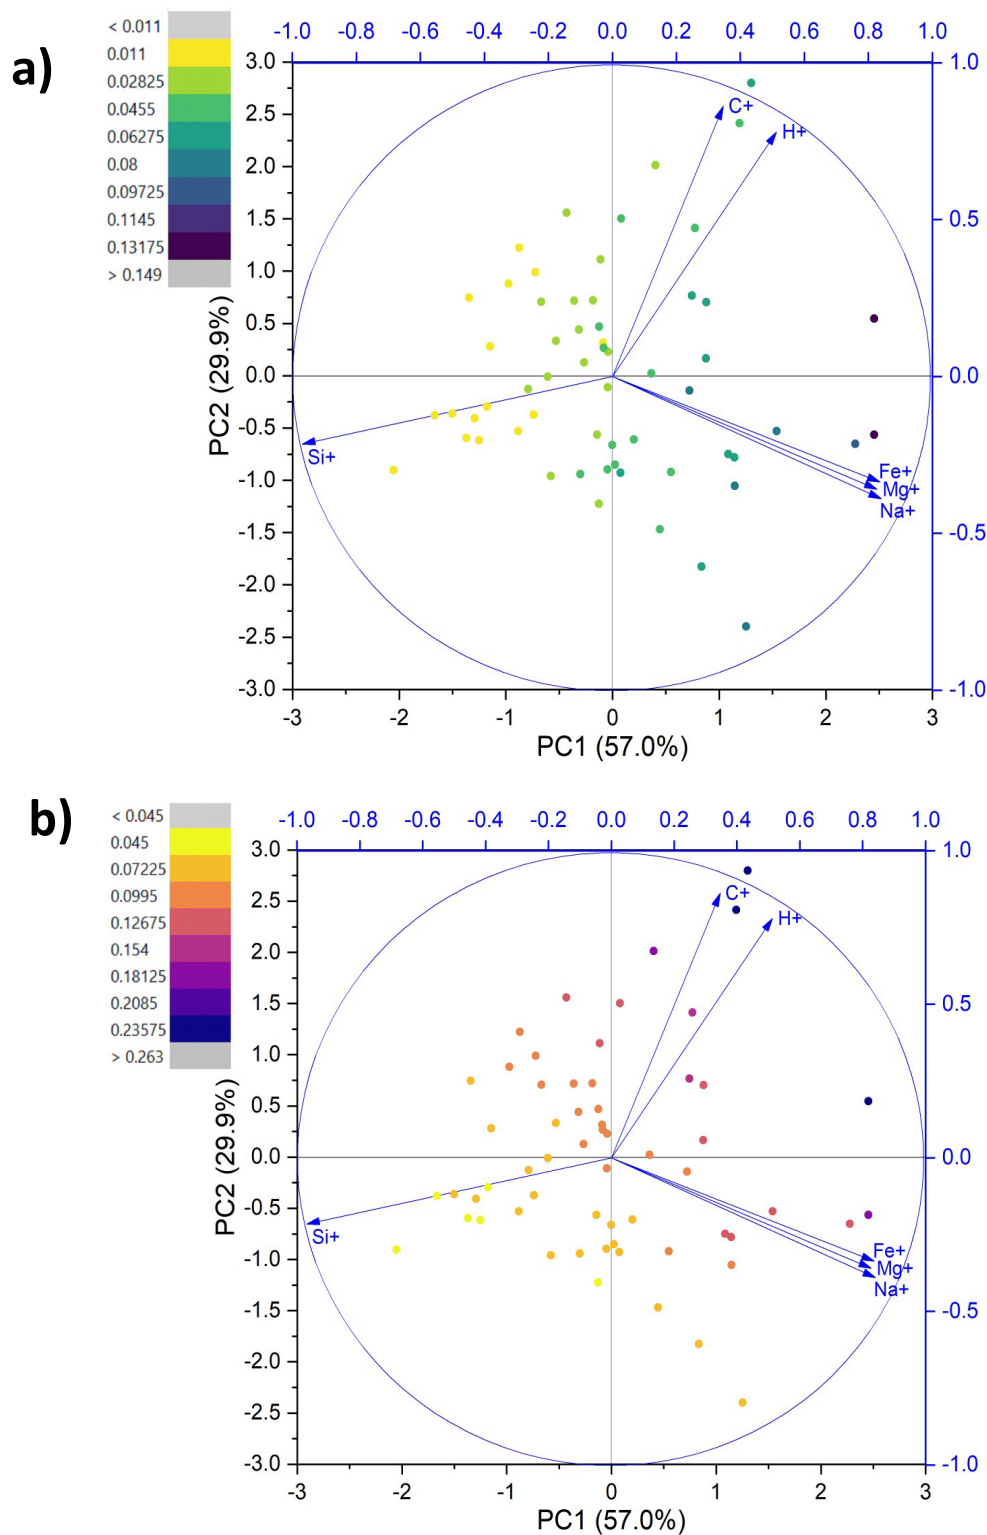 a)
< 0.011
0.011
0.02825
0.0455
0.06275
0.08
0.09725
0.1145
0.13175
> 0.149
-1.0 -0.8 -0.6 -0.4 -0.2 0.0 0.2 0.4 0.6 0.8 1.0
3.0
2.5
2.0
1.5
1.0
0.5
0.0
-0.5
-1.0
-1.5
-2.0
-2.5
-3.0
PC2 (29.9%)
C+
H+
Si+
Fe+
Mg+
Na+
1.0
0.5
0.0
-0.5
-1.0
-3 -2 -1 0 1 2 3
PC1 (57.0%)
b)
< 0.045
0.045
0.07225
0.0995
0.12675
0.154
0.18125
0.2085
0.23575
> 0.263
-1.0 -0.8 -0.6 -0.4 -0.2 0.0 0.2 0.4 0.6 0.8 1.0
3.0
2.5
2.0
1.5
1.0
0.5
0.0
-0.5
-1.0
-1.5
-2.0
-2.5
-3.0
PC2 (29.9%)
C+
H+
Si+
Fe+
Mg+
Na+
1.0
0.5
0.0
-0.5
-1.0
-3 -2 -1 0 1 2 3
PC1 (57.0%)